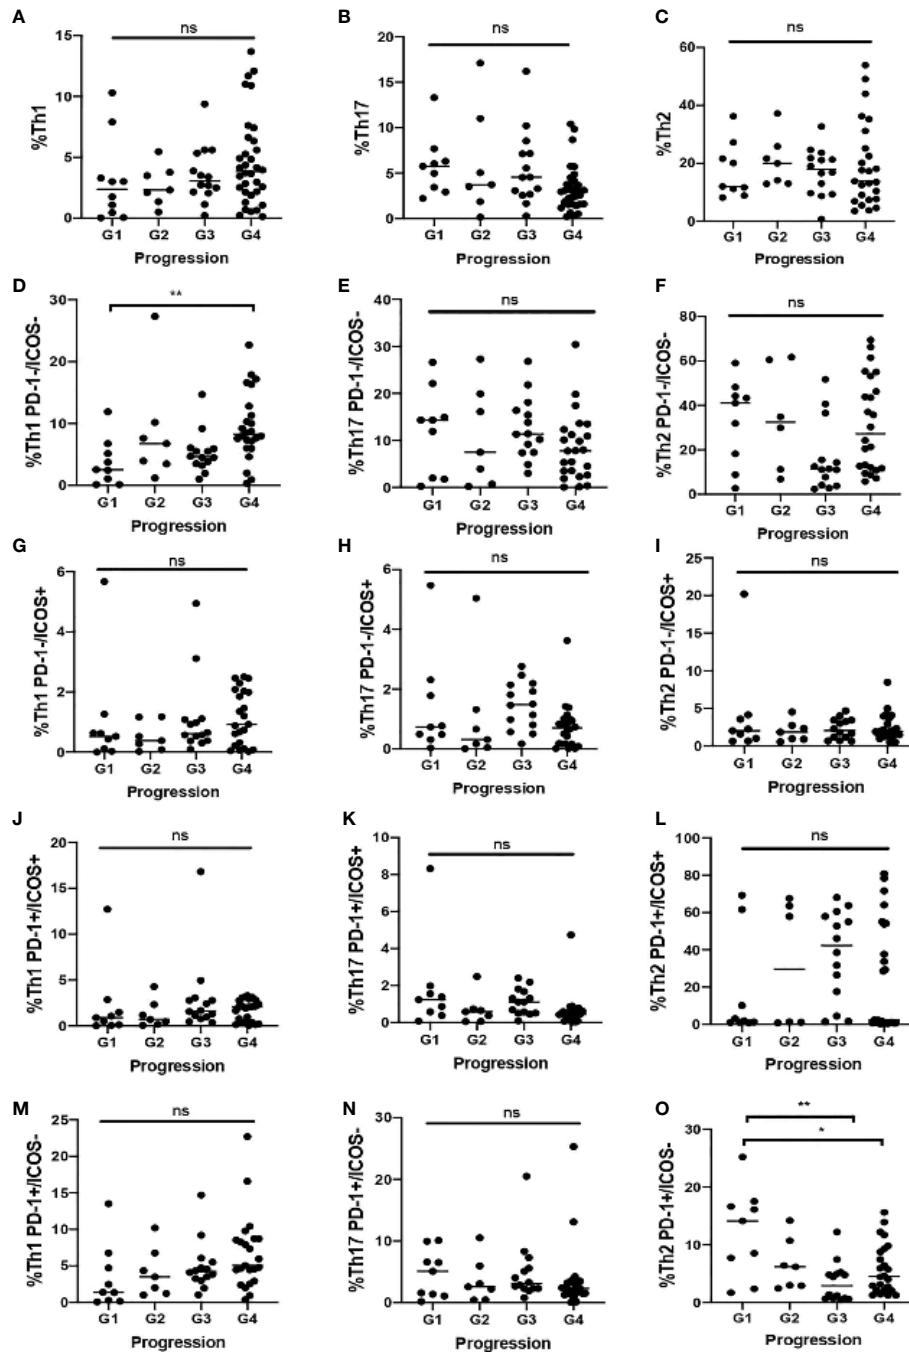 A
ns
%Th1
15
10
5
0
G1 G2 G3 G4
Progression
B
ns
%Th17
20
15
10
5
0
G1 G2 G3 G4
Progression
C
ns
%Th2
60
40
20
0
G1 G2 G3 G4
Progression
D
**
%Th1 PD-1-/ICOS-
30
20
10
0
G1 G2 G3 G4
Progression
E
ns
%Th17 PD-1-/ICOS-
40
30
20
10
0
G1 G2 G3 G4
Progression
F
ns
%Th2 PD-1-/ICOS-
80
60
40
20
0
G1 G2 G3 G4
Progression
G
ns
%Th1 PD-1-/ICOS+
6
4
2
0
G1 G2 G3 G4
Progression
H
ns
%Th17 PD-1-/ICOS+
6
4
2
0
G1 G2 G3 G4
Progression
I
ns
%Th2 PD-1-/ICOS+
25
20
15
10
5
0
G1 G2 G3 G4
Progression
J
ns
%Th1 PD-1+/ICOS+
20
15
10
5
0
G1 G2 G3 G4
Progression
K
ns
%Th17 PD-1+/ICOS+
10
8
6
4
2
0
G1 G2 G3 G4
Progression
L
ns
%Th2 PD-1+/ICOS+
100
80
60
40
20
0
G1 G2 G3 G4
Progression
M
ns
%Th1 PD-1+/ICOS-
25
20
15
10
5
0
G1 G2 G3 G4
Progression
N
ns
%Th17 PD-1+/ICOS-
30
20
10
0
G1 G2 G3 G4
Progression
O
**
*
%Th2 PD-1+/ICOS-
30
20
10
0
G1 G2 G3 G4
Progression